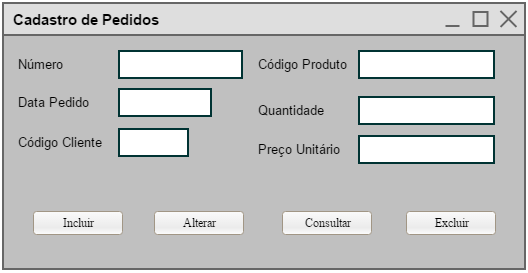 Cadastro de Pedidos
Número
Código Produto
Data Pedido
Quantidade
Código Cliente
Preço Unitário
Incluir
Alterar
Consultar
Excluir